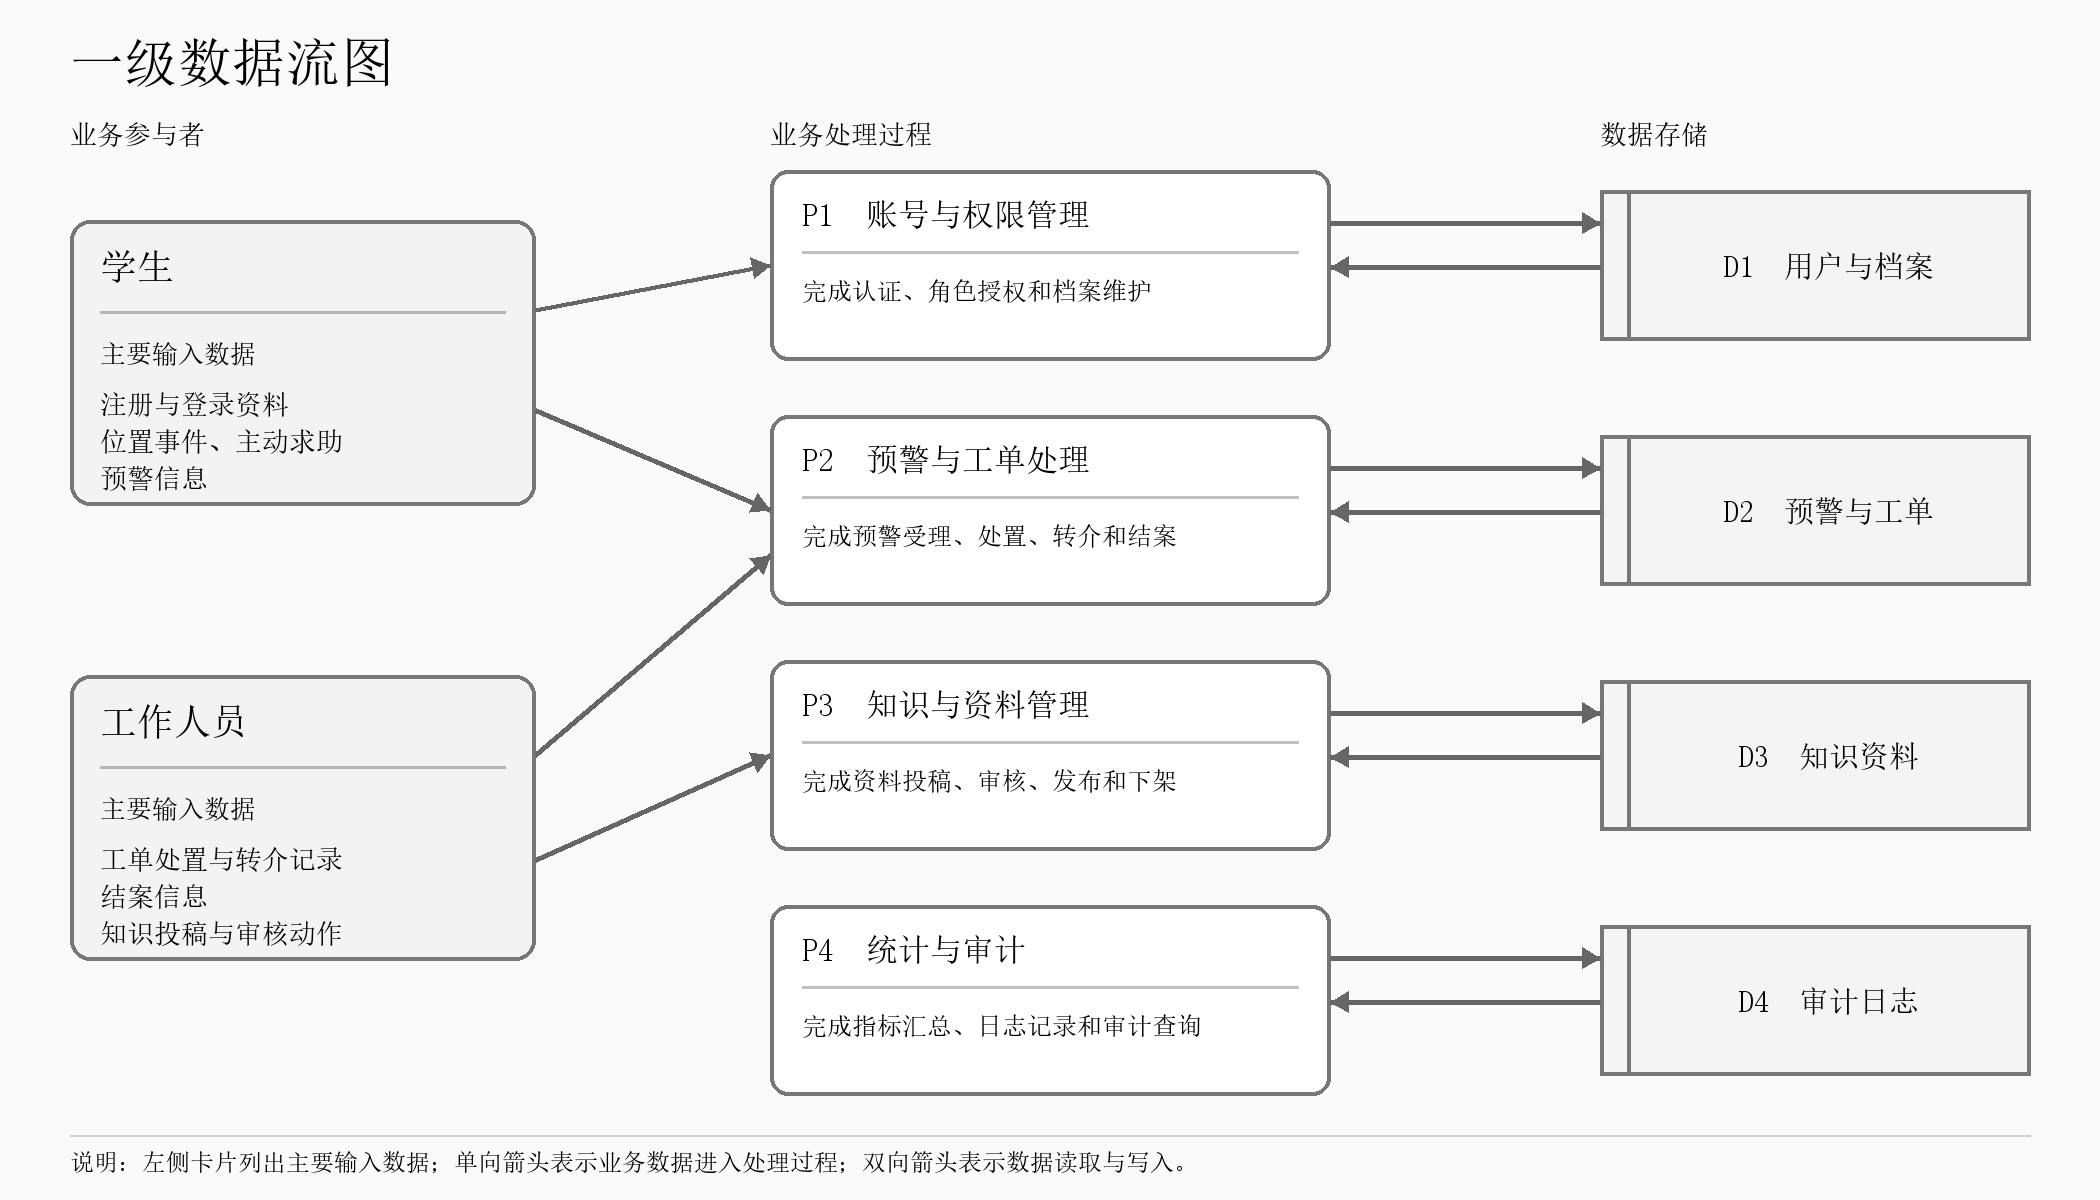 一级数据流图
业务参与者
业务处理过程
数据存储
学生
主要输入数据
注册与登录资料
位置事件、主动求助
预警信息
工作人员
主要输入数据
工单处置与转介记录
结案信息
知识投稿与审核动作
P1 账号与权限管理
完成认证、角色授权和档案维护
P2 预警与工单处理
完成预警受理、处置、转介和结案
P3 知识与资料管理
完成资料投稿、审核、发布和下架
P4 统计与审计
完成指标汇总、日志记录和审计查询
D1 用户与档案
D2 预警与工单
D3 知识资料
D4 审计日志
说明：左侧卡片列出主要输入数据；单向箭头表示业务数据进入处理过程；双向箭头表示数据读取与写入。